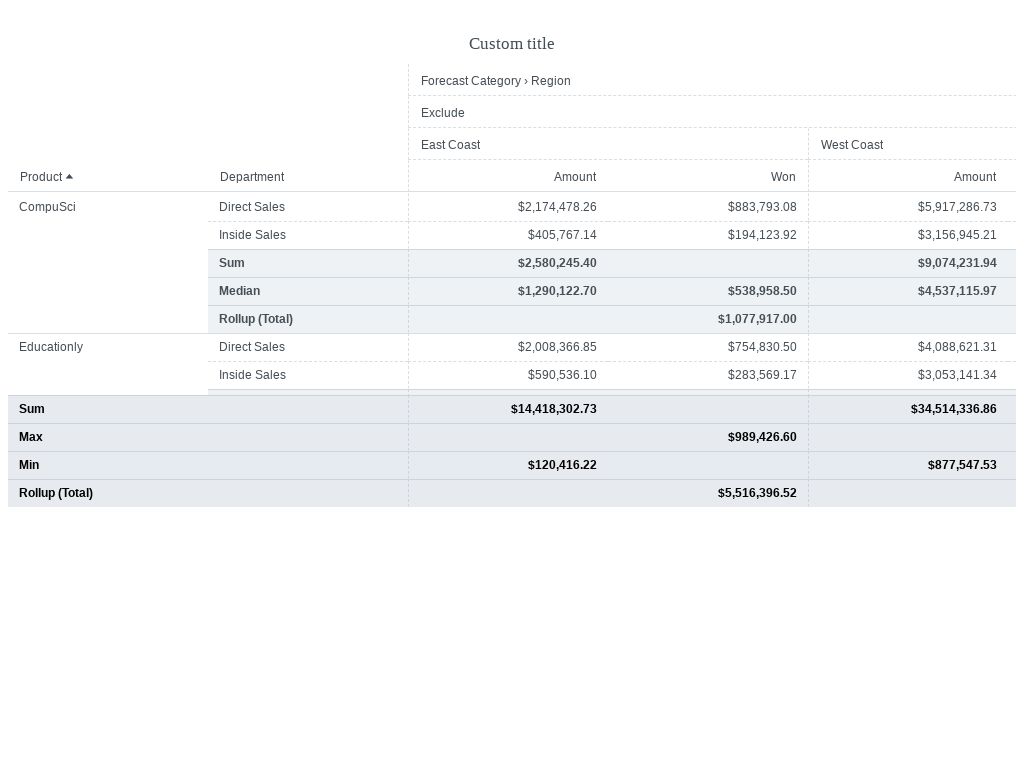 Custom title
Forecast Category › Region
Exclude
East Coast West Coast
Product Department Amount Won Amount
CompuSci Direct Sales $2,174,478.26 $883,793.08 $5,917,286.73
Inside Sales $405,767.14 $194,123.92 $3,156,945.21
Sum $2,580,245.40 $9,074,231.94
Median $1,290,122.70 $538,958.50 $4,537,115.97
Rollup (Total) $1,077,917.00
Educationly Direct Sales $2,008,366.85 $754,830.50 $4,088,621.31
Inside Sales $590,536.10 $283,569.17 $3,053,141.34
Sum $14,418,302.73 $34,514,336.86
Max $989,426.60
Min $120,416.22 $877,547.53
Rollup (Total) $5,516,396.52